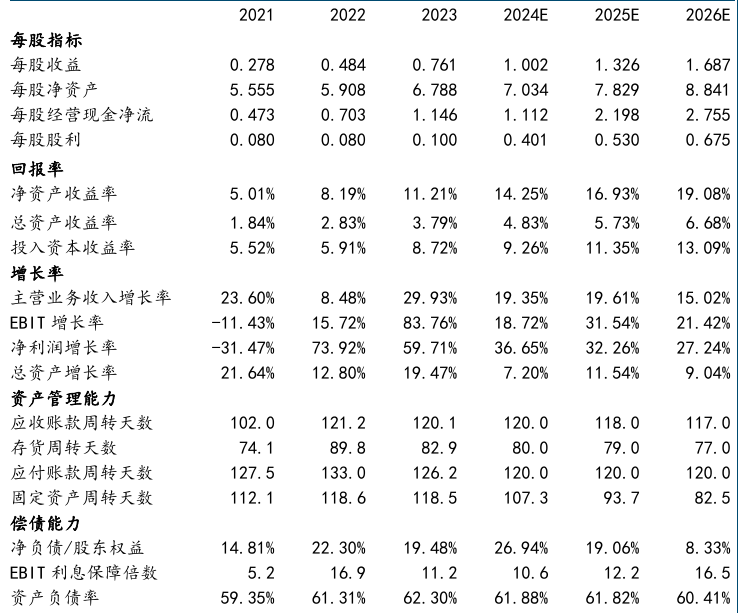 2021 2022 2023 2024E 2025E 2026E
每股指标
每股收益 0.278 0.484 0.761 1.002 1.326 1.687
每股净资产 5.555 5.908 6.788 7.034 7.829 8.841
每股经营现金净流 0.473 0.703 1.146 1.112 2.198 2.755
每股股利 0.080 0.080 0.100 0.401 0.530 0.675
回报率
净资产收益率 5.01% 8.19% 11.21% 14.25% 16.93% 19.08%
总资产收益率 1.84% 2.83% 3.79% 4.83% 5.73% 6.68%
投入资本收益率 5.52% 5.91% 8.72% 9.26% 11.35% 13.09%
增长率
主营业务收入增长率 23.60% 8.48% 29.93% 19.35% 19.61% 15.02%
EBIT 增长率 -11.43% 15.72% 83.76% 18.72% 31.54% 21.42%
净利润增长率 -31.47% 73.92% 59.71% 36.65% 32.26% 27.24%
总资产增长率 21.64% 12.80% 19.47% 7.20% 11.54% 9.04%
资产管理能力
应收账款周转天数 102.0 121.2 120.1 120.0 118.0 117.0
存货周转天数 74.1 89.8 82.9 80.0 79.0 77.0
应付账款周转天数 127.5 133.0 126.2 120.0 120.0 120.0
固定资产周转天数 112.1 118.6 118.5 107.3 93.7 82.5
偿债能力
净负债/股东权益 14.81% 22.30% 19.48% 26.94% 19.06% 8.33%
EBIT 利息保障倍数 5.2 16.9 11.2 10.6 12.2 16.5
资产负债率 59.35% 61.31% 62.30% 61.88% 61.82% 60.41%